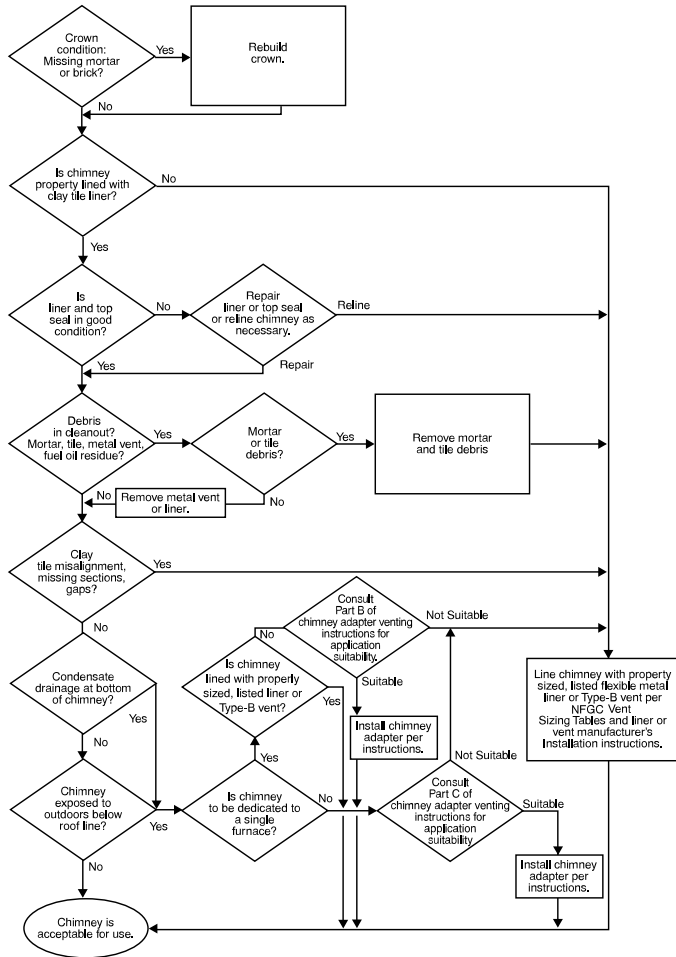 Crown
condition:
Missing mortar
or brick?
Yes
Rebuild
crown.
No
Is chimney
property lined with
clay tile liner?
No
Yes
Is
liner and top
seal in good
condition?
No
Repair
liner or top seal
or reline chimney as
necessary.
Reline
Yes
Repair
Debris
in cleanout?
Mortar, tile, metal vent,
fuel oil residue?
Yes
Mortar
or tile
debris?
Yes
Remove mortar
and tile debris
No
Remove metal vent
or liner.
No
Clay
tile misalignment,
missing sections,
gaps?
Yes
No
Consult
Part B of
chimney adapter venting
instructions for
application
suitability.
Not Suitable
No
Suitable
Condensate
drainage at bottom
of chimney?
Yes
No
Is chimney
lined with properly
sized, listed liner or
Type-B vent?
Yes
Yes
Install chimney
adapter per
instructions.
Line chimney with property
sized, listed flexible metal
liner or Type-B vent per
NFGC Vent
Sizing Tables and liner or
vent manufacturer's
Installation instructions.
Not Suitable
Chimney
exposed to
outdoors below
roof line?
Yes
Is chimney
to be dedicated to
a single
furnace?
No
Consult
Part C of
chimney adapter venting
instructions for
application
suitability
Suitable
No
Install chimney
adapter per
instructions.
Chimney is
acceptable for use.